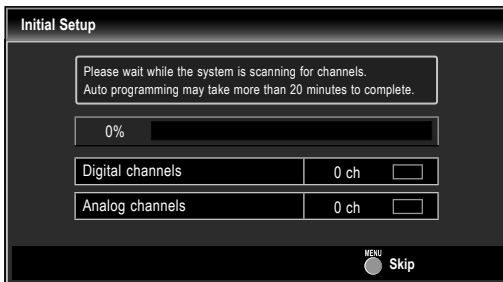 Initial Setup
Please wait while the system is scanning for channels.
Auto programming may take more than 20 minutes to complete.
0%
Digital channels 0 ch
Analog channels 0 ch
MENU
Skip